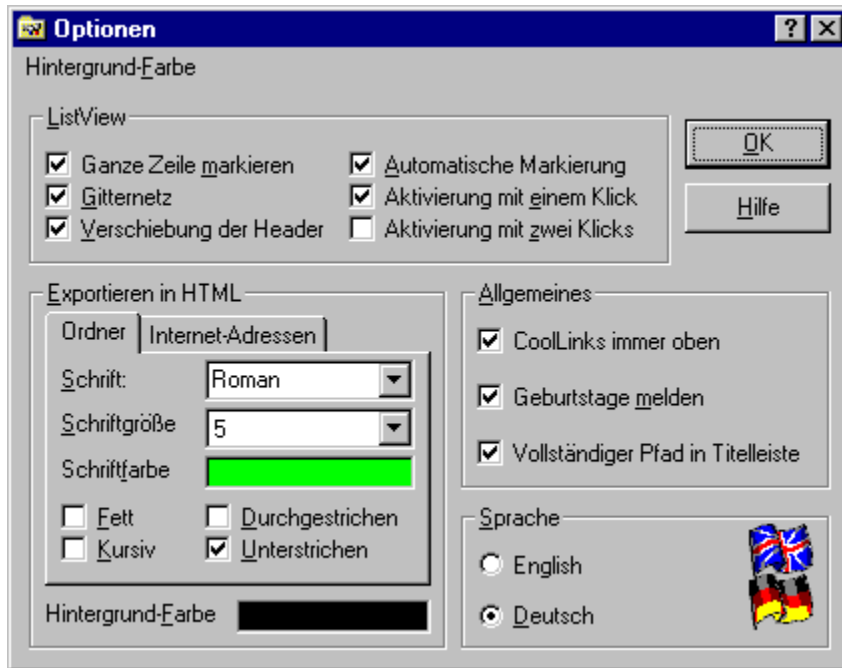 Optionen
Hintergrund-Farbe
ListView
Ganze Zeile markieren
Gitternetz
Verschiebung der Header
Automatische Markierung
Aktivierung mit einem Klick
Aktivierung mit zwei Klicks
OK
Hilfe
Exportieren in HTML
Ordner
Internet-Adressen
Schrift:
Roman
Schriftgröße
5
Schriftfarbe
Fett
Durchgestrichen
Kursiv
Unterstrichen
Hintergrund-Farbe
Allgemeines
CoolLinks immer oben
Geburtstage melden
Vollständiger Pfad in Titelleiste
Sprache
English
Deutsch